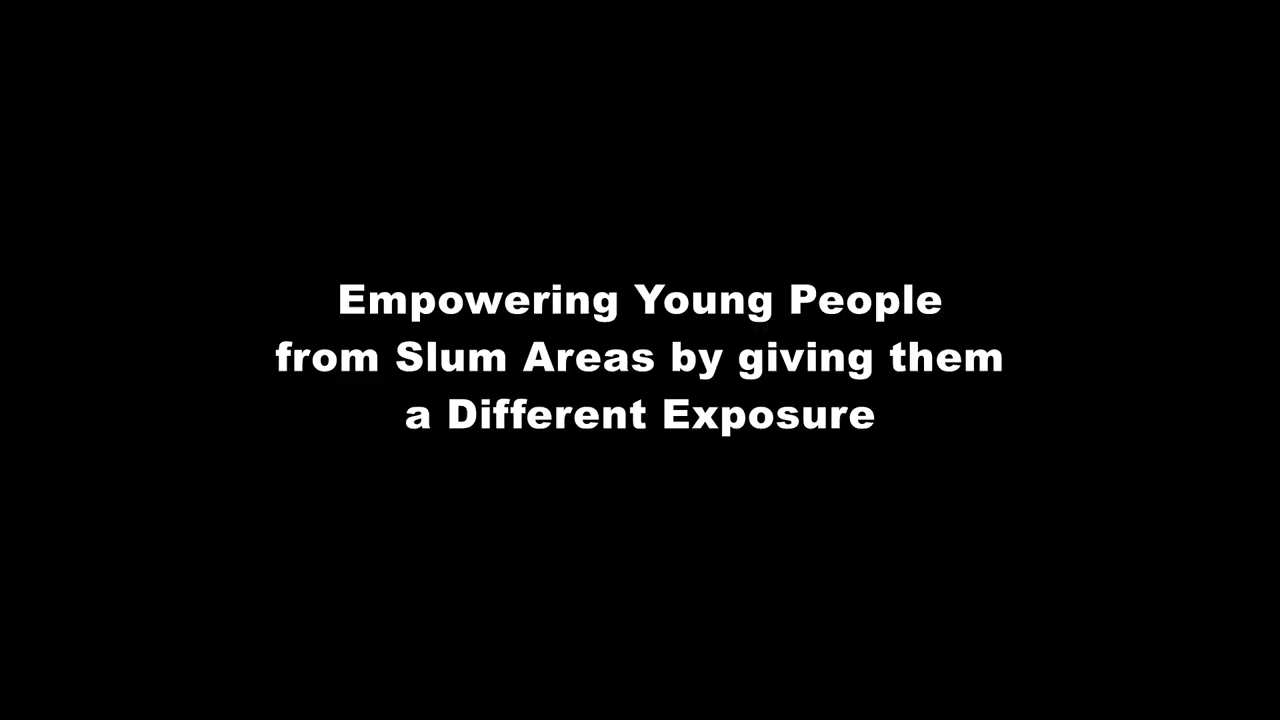 Empowering Young People
from Slum Areas by giving them
a Different Exposure